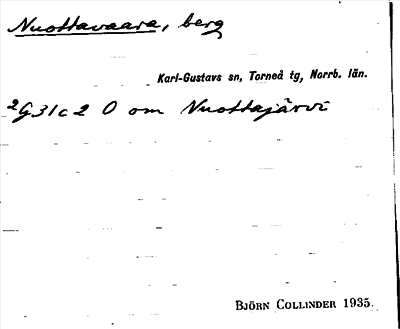 Nuottavaara, berg
Karl-Gustavs sn, Torneå tg, Norrb. län.
2G31c2 O om Nuottajärvi
BJÖRN COLLINDER 1935.